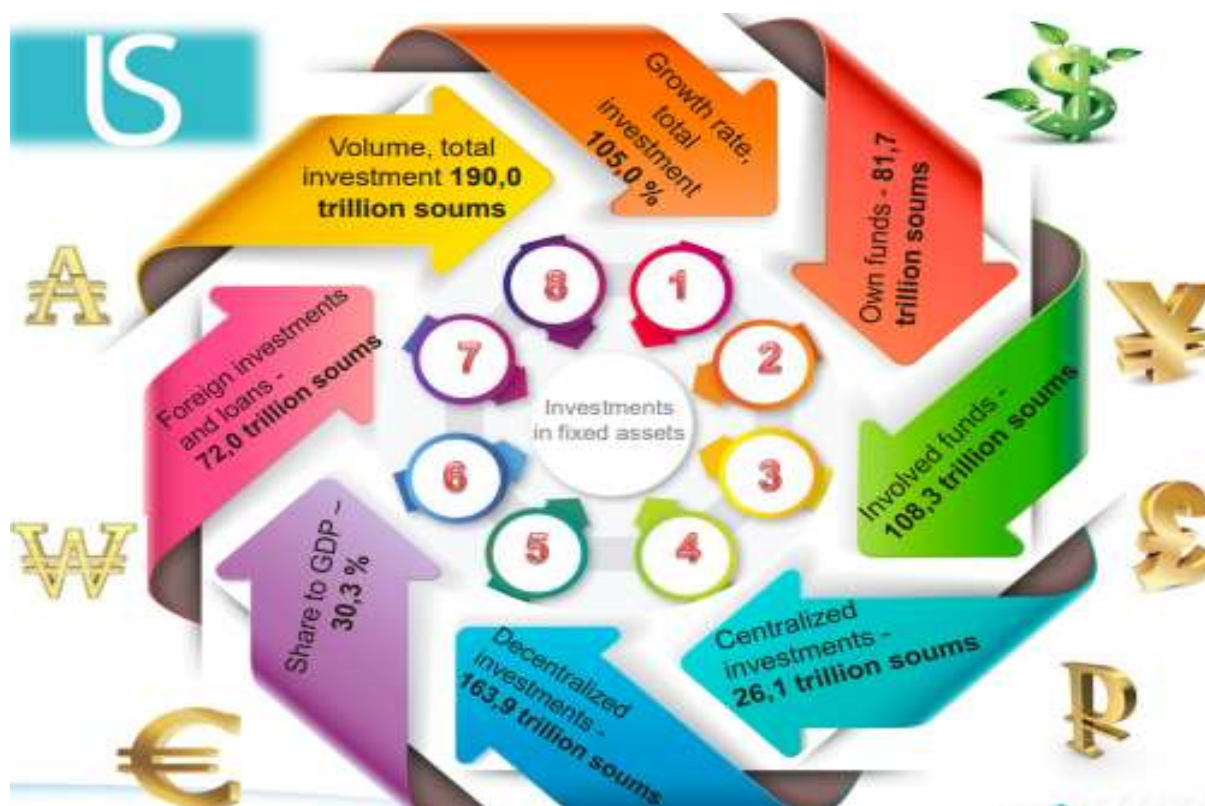 LS
Volume, total
investment 190,0
trillion soums
Growth rate,
total
investment
105,0 %
Own funds - 81,7
trillion soums
Involved funds -
108,3 trillion soums
Centralized
investments -
26,1 trillion soums
Decentralized
investments -
163,9 trillion soums
Share to GDP –
30,3 %
Foreign investments
and loans -
72,0 trillion soums
8
1
7
2
Investments
in fixed assets
6
3
5
4